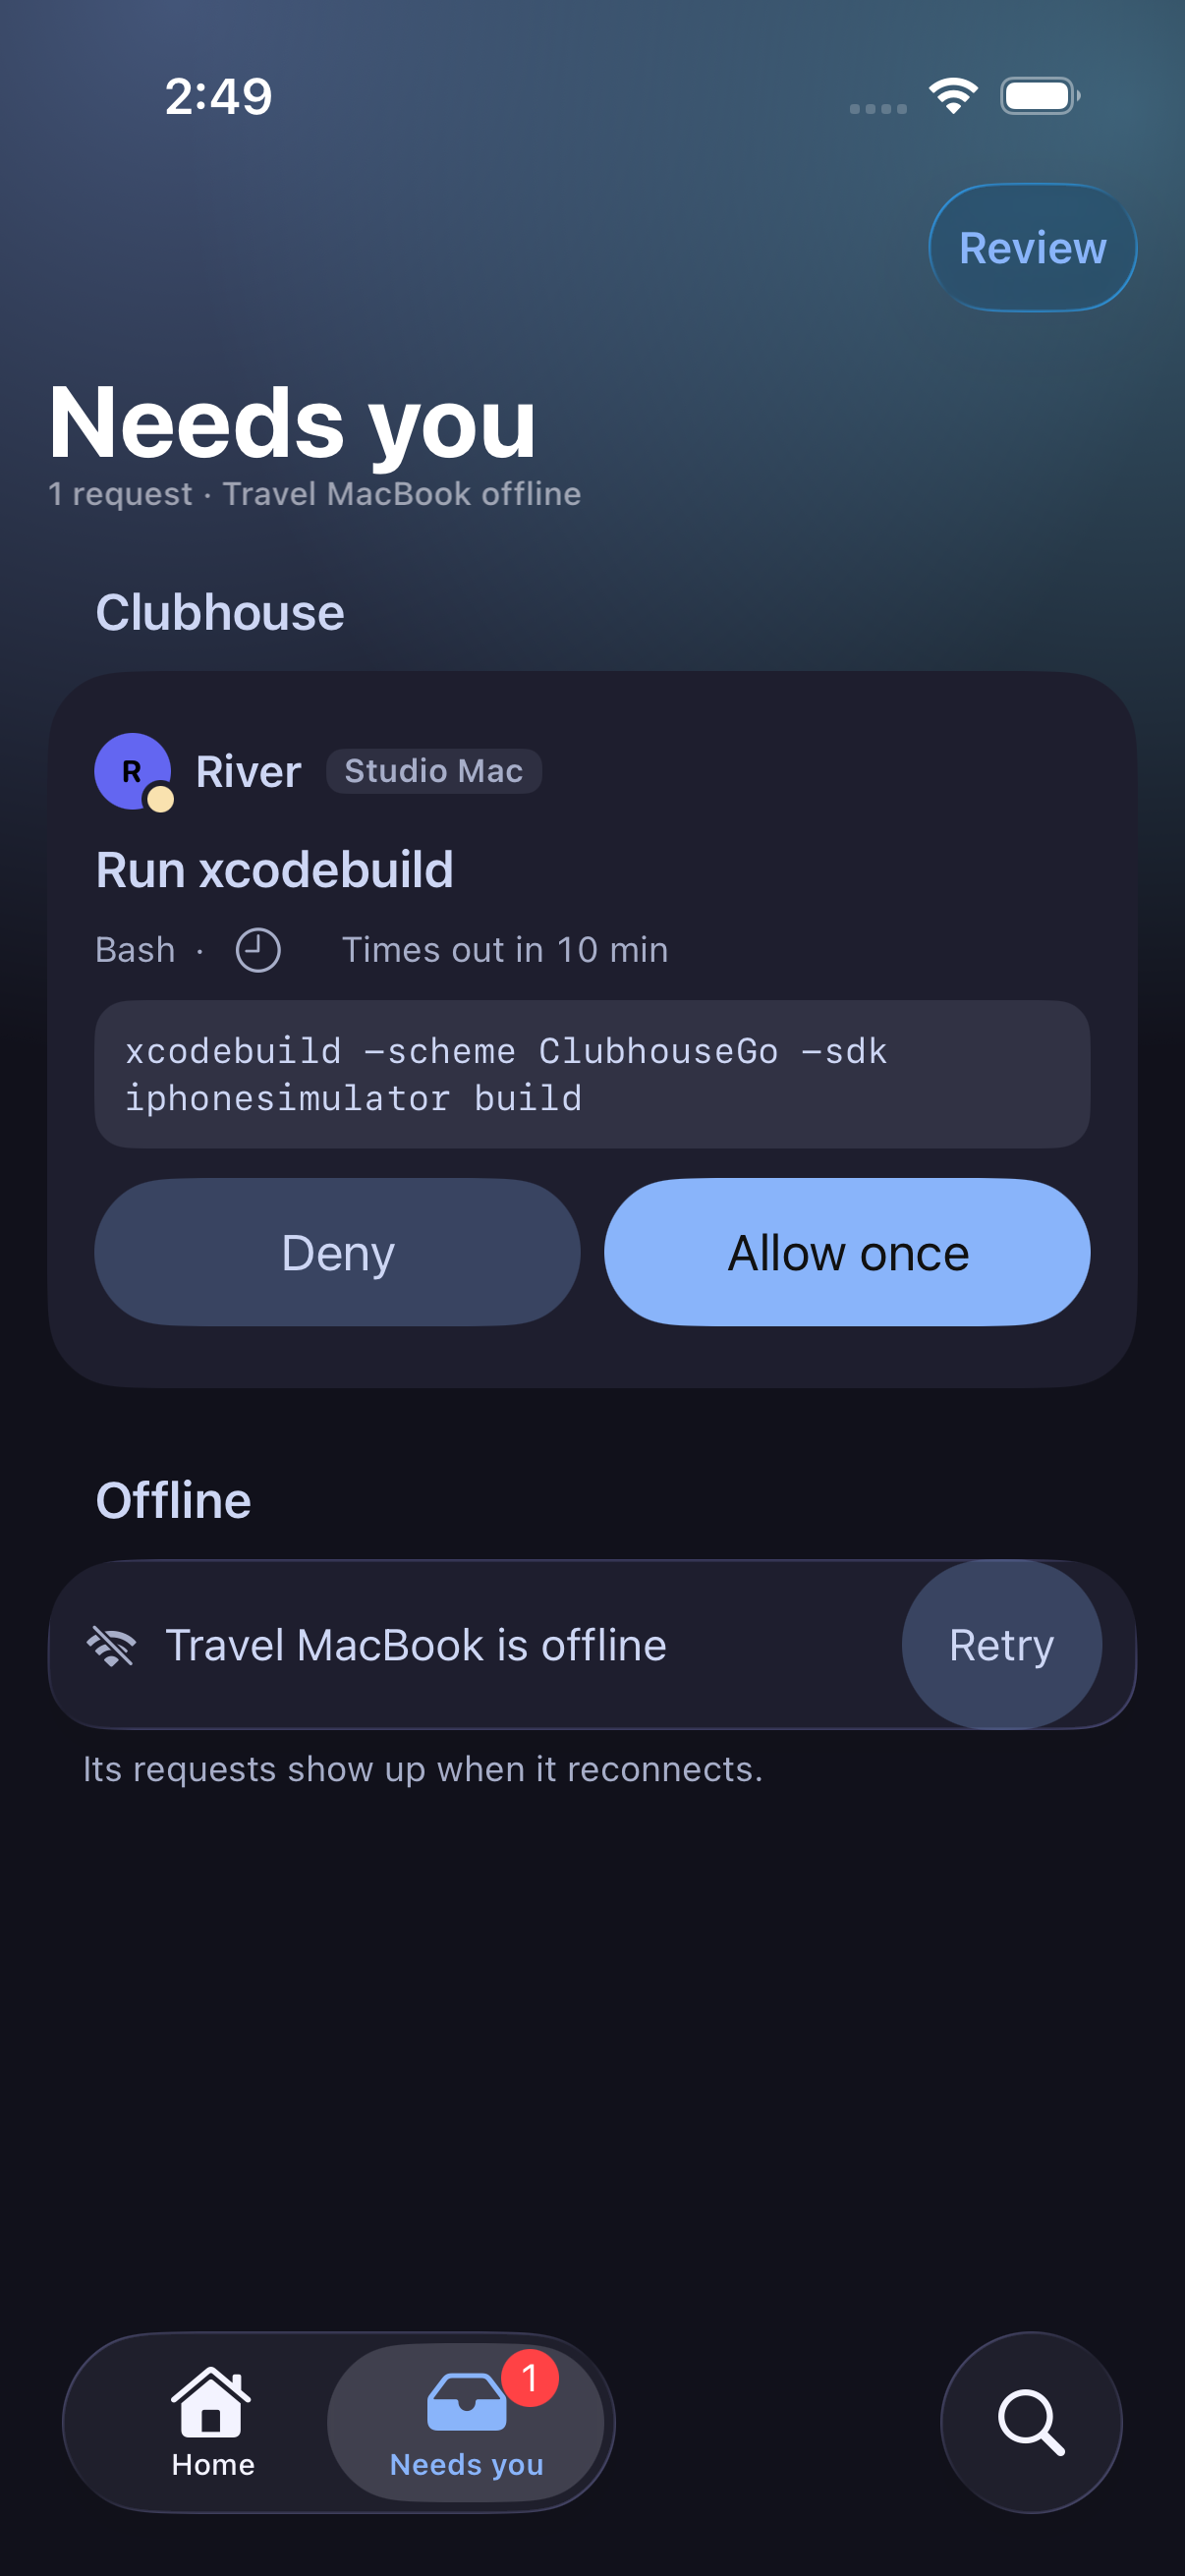 2:49
Review
Needs you
1 request · Travel MacBook offline
Clubhouse
R River Studio Mac
Run xcodebuild
Bash · Times out in 10 min
xcodebuild -scheme ClubhouseGo -sdk
iphonesimulator build
Deny Allow once
Offline
Travel MacBook is offline Retry
Its requests show up when it reconnects.
1
Home Needs you